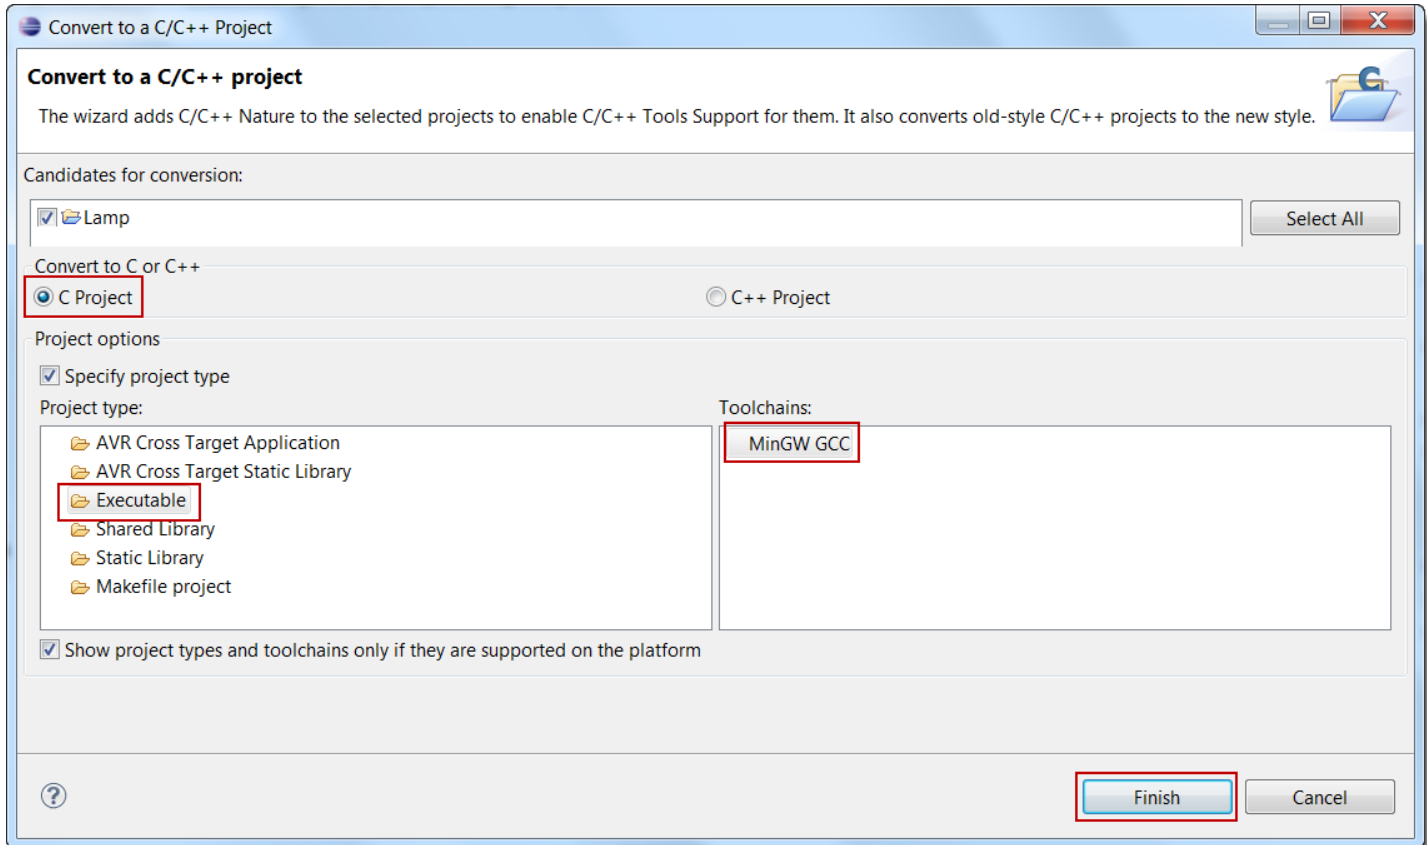 Convert to a C/C++ Project
Convert to a C/C++ project
The wizard adds C/C++ Nature to the selected projects to enable C/C++ Tools Support for them. It also converts old-style C/C++ projects to the new style.
Candidates for conversion:
Lamp
Select All
Convert to C or C++
C Project
C++ Project
Project options
Specify project type
Project type:
Toolchains:
AVR Cross Target Application
MinGW GCC
AVR Cross Target Static Library
Executable
Shared Library
Static Library
Makefile project
Show project types and toolchains only if they are supported on the platform
?
Finish
Cancel